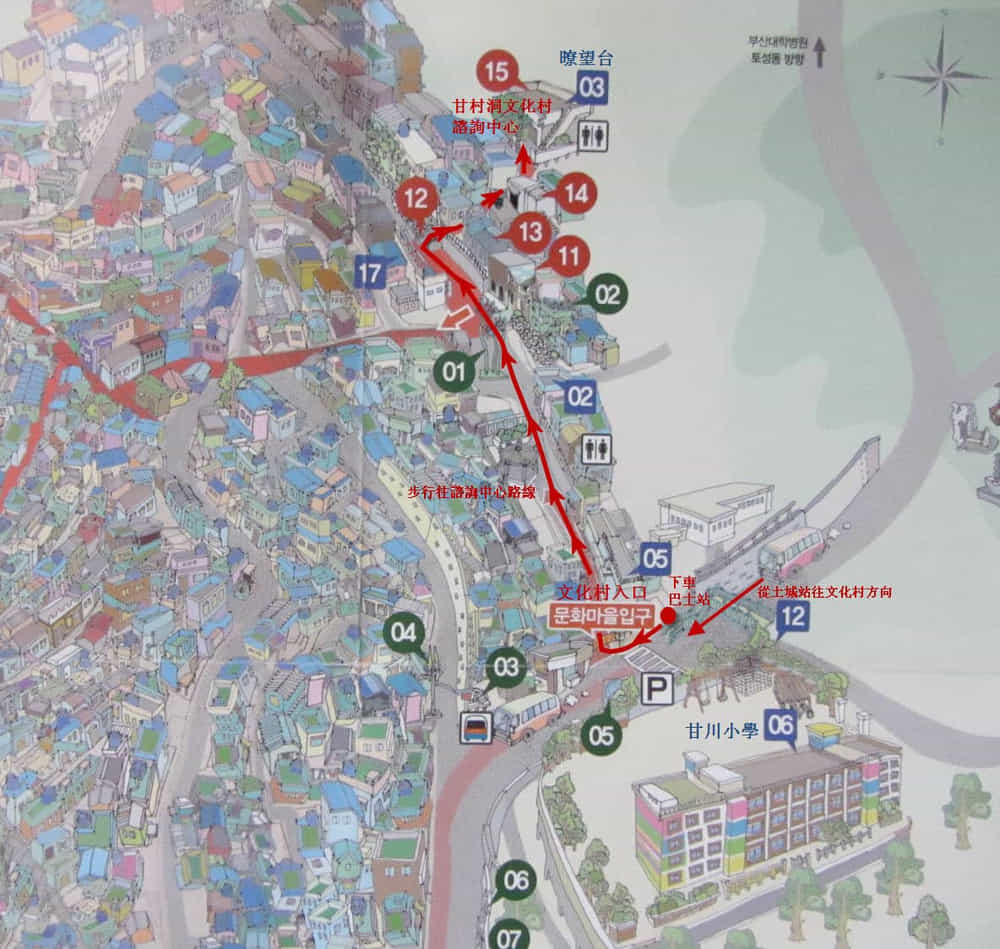 부산대학병원
토성동 방향
暸望台
15
03
甘村洞文化村
諮詢中心
14
12
13
11
17
02
01
02
步行往諮詢中心路線
05
下車
巴士站
從土城站往文化村方向
文化村入口
문화마을입구
12
04
03
P
05
甘川小學
06
06
07